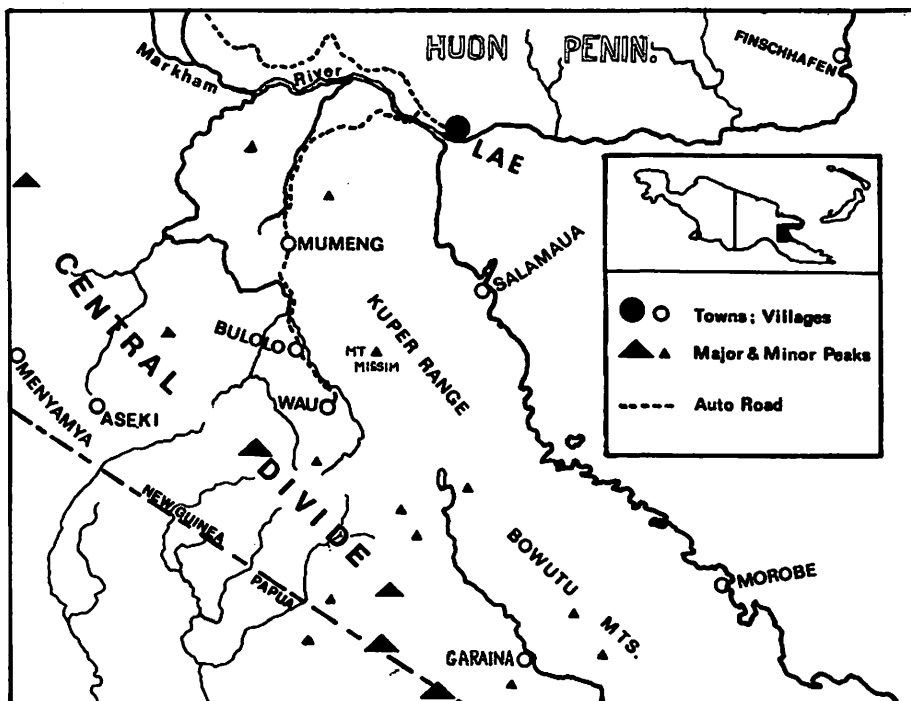 HUON PENIN.
FINSCHHAFEN
Markham River
LAE
MUMENG
SALAMAUA
CENTRAL DIVIDE
KUPER RANGE
BULOLO
MT
MISSIM
OMENYAMYA
ASEKI
WAU
NEW GUINEA
PAPUA
BOWUTU MTS.
MOROBE
GARAINA
Towns; Villages
Major & Minor Peaks
Auto Road